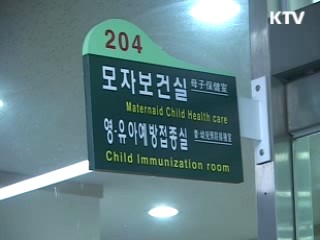 KTV
204
모자보건실 母子保健室
Maternaid Child Health care
영·유아예방접종실
Child Immunization room